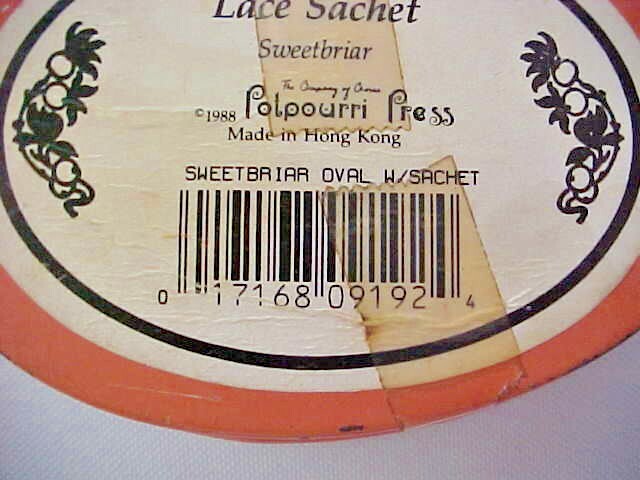 Lace Sachet
Sweetbriar
The Company of Choice
©1988 Potpourri Press
Made in Hong Kong
SWEETBRIAR OVAL W/SACHET
0 17168 09192 4